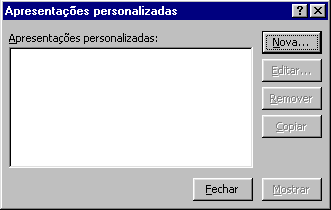 Apresentações personalizadas
Apresentações personalizadas:
Nova...
Editar...
Remover
Copiar
Fechar
Mostrar